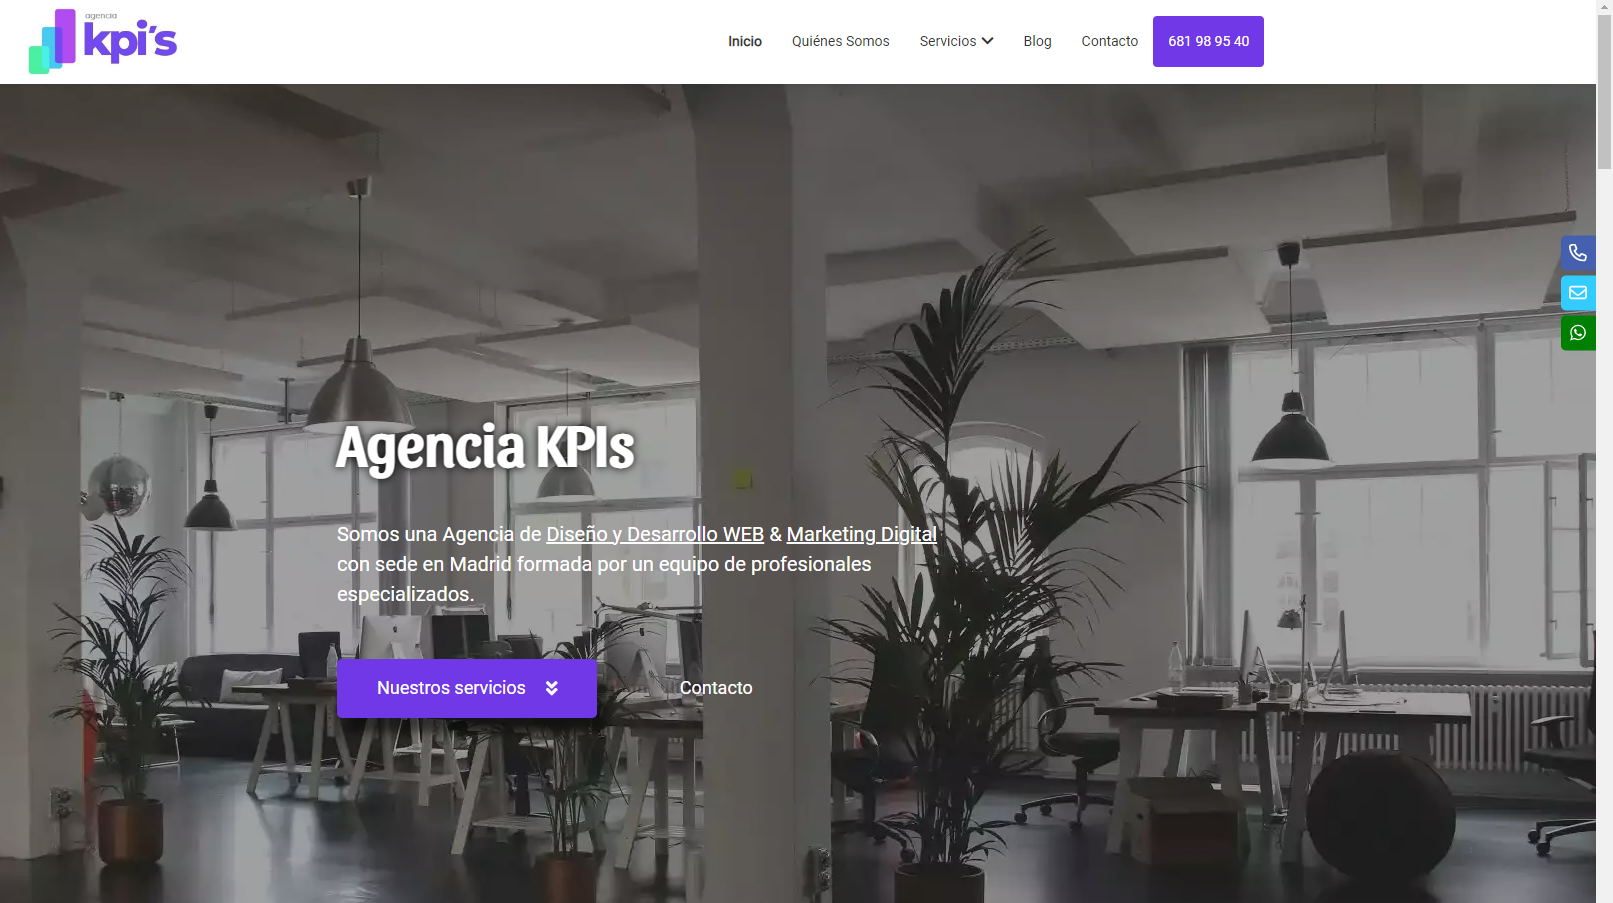 agencia
kpi's
Inicio
Quiénes Somos
Servicios
Blog
Contacto
681 98 95 40
Agencia KPIs
Somos una Agencia de Diseño y Desarrollo WEB & Marketing Digital
con sede en Madrid formada por un equipo de profesionales
especializados.
Nuestros servicios
Contacto